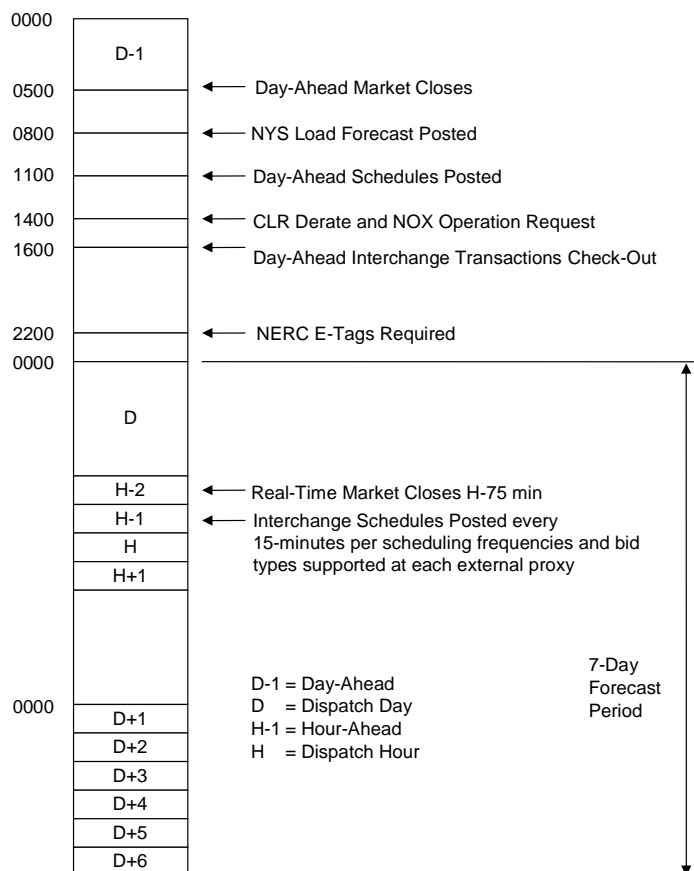 0000
D-1
0500
Day-Ahead Market Closes
0800
NYS Load Forecast Posted
1100
Day-Ahead Schedules Posted
1400
CLR Derate and NOX Operation Request
1600
Day-Ahead Interchange Transactions Check-Out
2200
NERC E-Tags Required
0000
D
H-2
Real-Time Market Closes H-75 min
H-1
Interchange Schedules Posted every
15-minutes per scheduling frequencies and bid
types supported at each external proxy
H
H+1
7-Day
Forecast
Period
D-1 = Day-Ahead
D = Dispatch Day
H-1 = Hour-Ahead
H = Dispatch Hour
0000
D+1
D+2
D+3
D+4
D+5
D+6